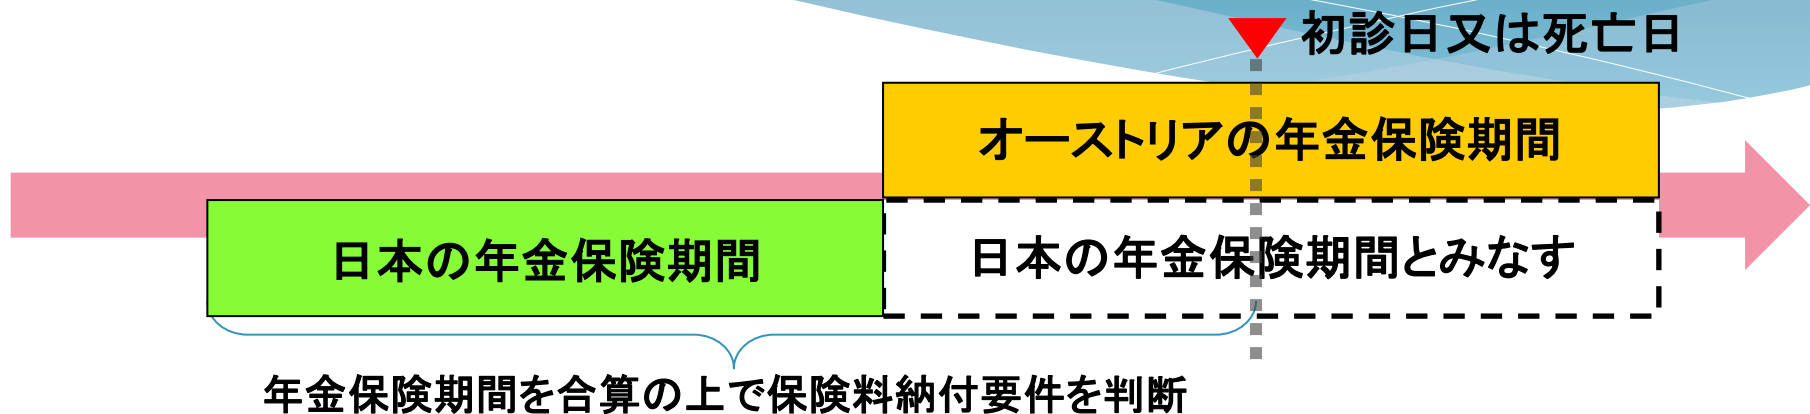 初診日又は死亡日
オーストリアの年金保険期間
日本の年金保険期間
日本の年金保険期間とみなす
年金保険期間を合算の上で保険料納付要件を判断